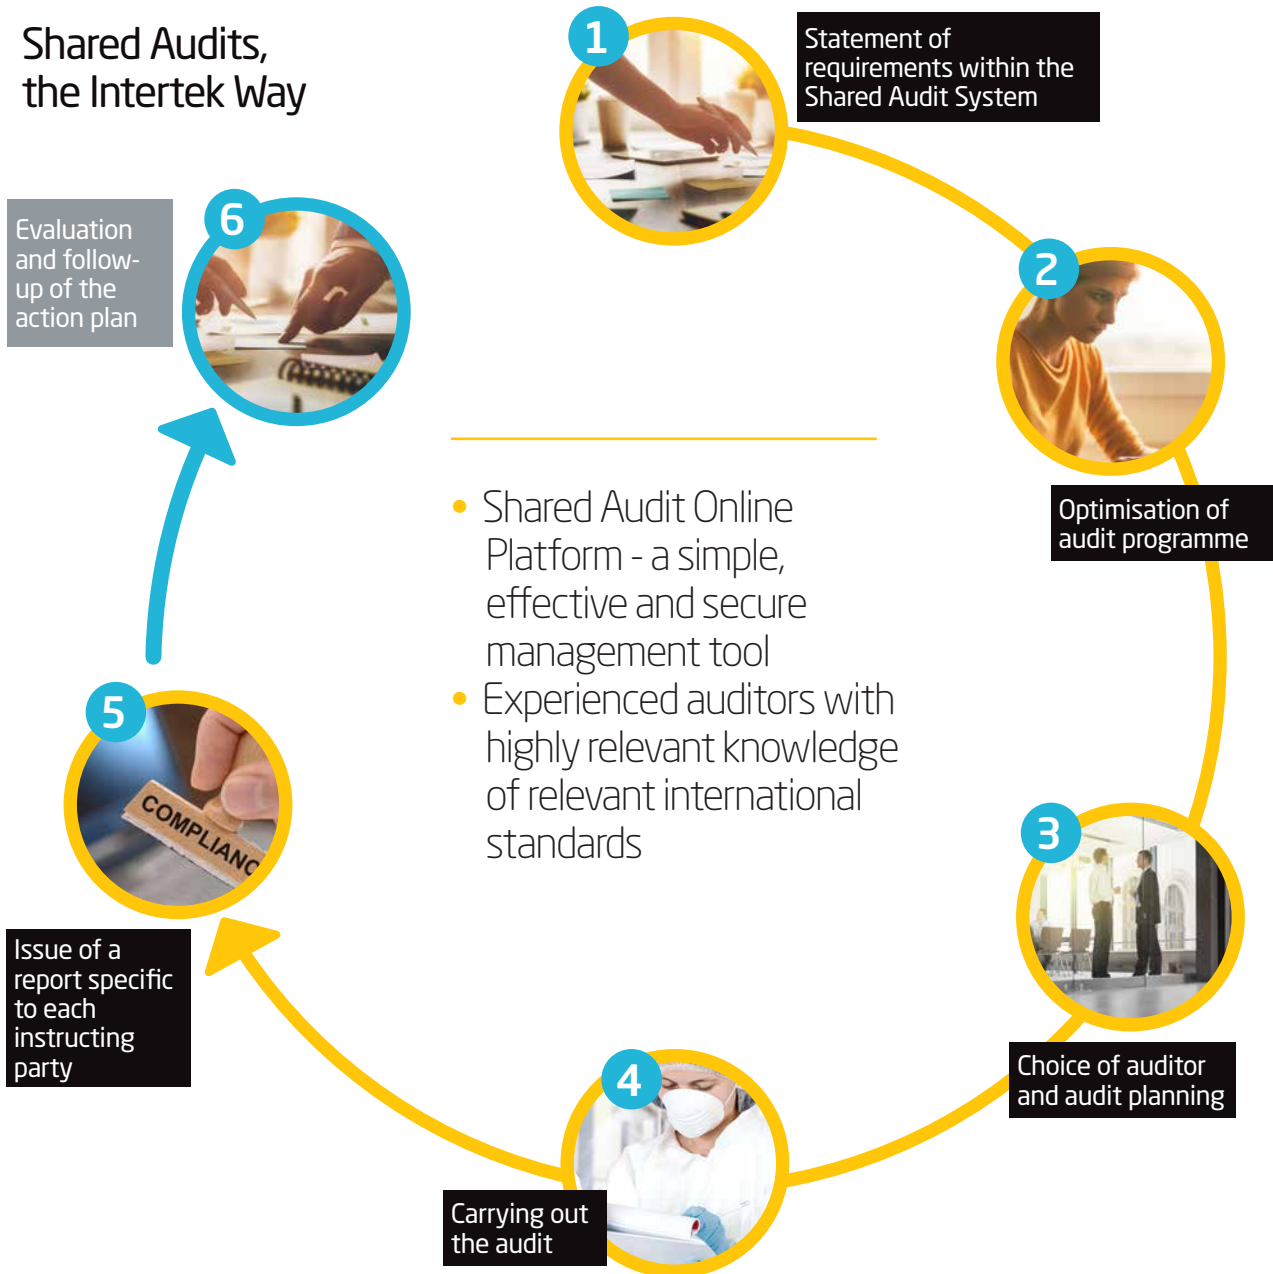 Shared Audits,
the Intertek Way
1
Statement of
requirements within the
Shared Audit System
2
Optimisation of
audit programme
3
Choice of auditor
and audit planning
4
Carrying out
the audit
5
COMPLIANC
Issue of a
report specific
to each
instructing
party
6
Evaluation
and follow-
up of the
action plan
• Shared Audit Online
Platform - a simple,
effective and secure
management tool
• Experienced auditors with
highly relevant knowledge
of relevant international
standards